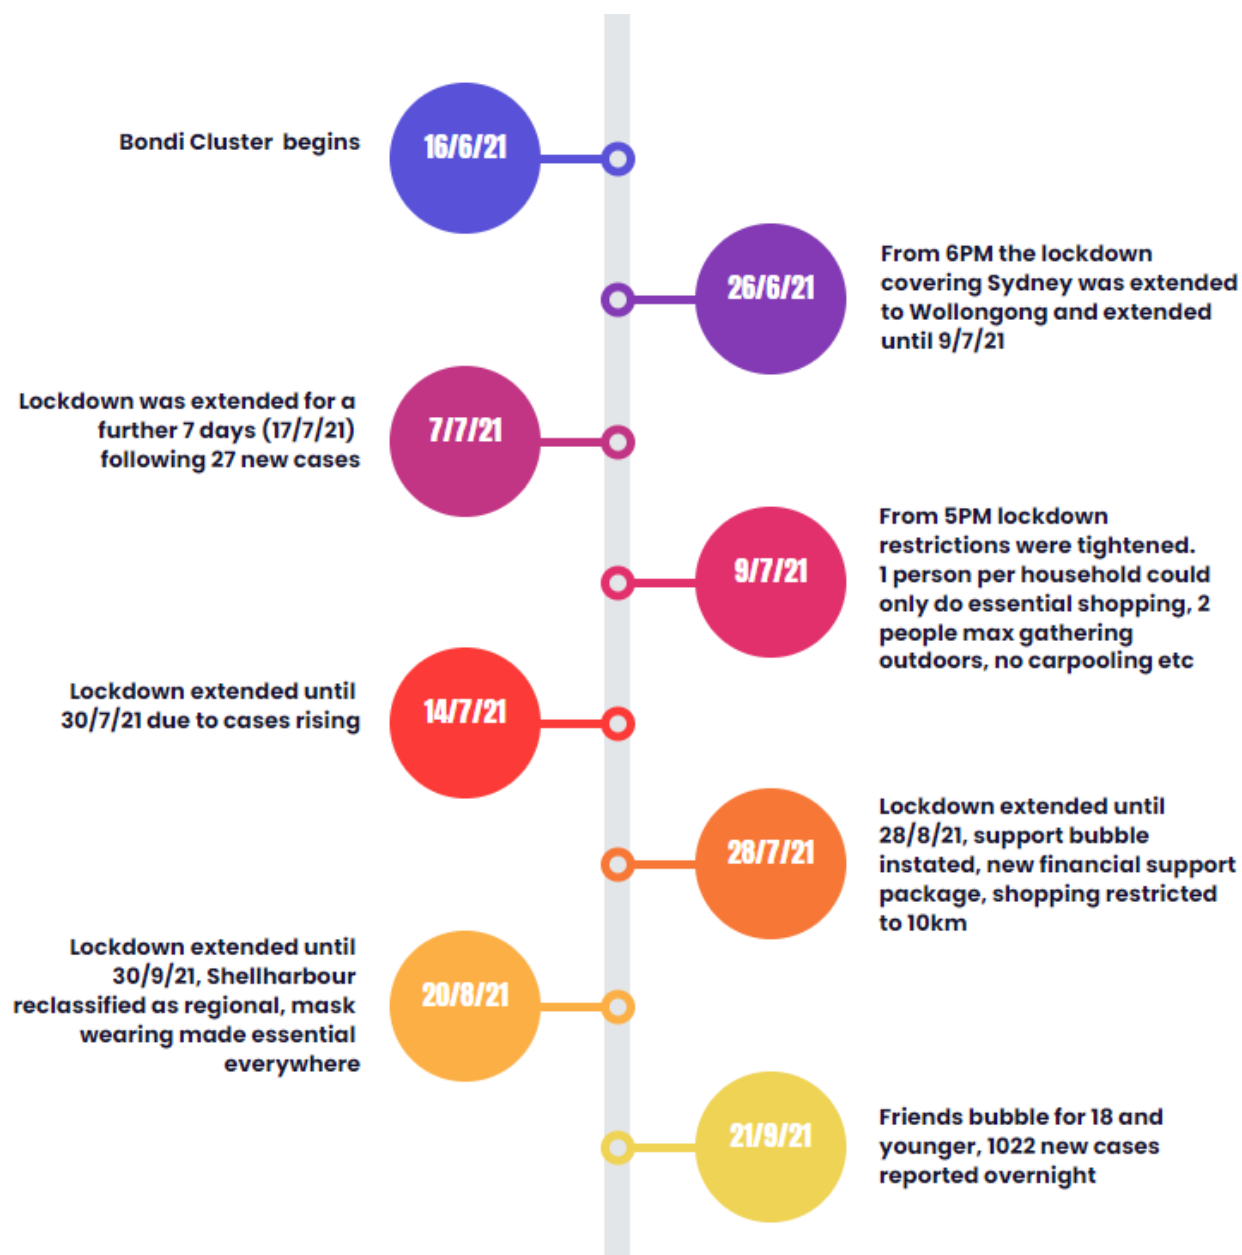 Bondi Cluster  begins
16/6/21
26/6/21
From 6PM the lockdown
covering Sydney was extended
to Wollongong and extended
until 9/7/21
Lockdown was extended for a
further 7 days (17/7/21)
following 27 new cases
7/7/21
9/7/21
From 5PM lockdown
restrictions were tightened.
1 person per household could
only do essential shopping, 2
people max gathering
outdoors, no carpooling etc
Lockdown extended until
30/7/21 due to cases rising
14/7/21
28/7/21
Lockdown extended until
28/8/21, support bubble
instated, new financial support
package, shopping restricted
to 10km
Lockdown extended until
30/9/21, Shellharbour
reclassified as regional, mask
wearing made essential
everywhere
20/8/21
21/9/21
Friends bubble for 18 and
younger, 1022 new cases
reported overnight